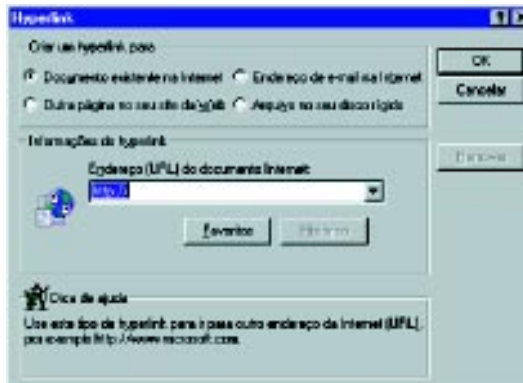 Hyperlink
Criar um hyperlink para
Documento existente na Internet
Endereço de e-mail na Internet
Outra página no seu site da web
Arquivo no seu disco rígido
OK
Cancelar
Informações do hyperlink
Remover
Endereço (URL) do documento Internet:
http://
Favoritos
Histórico
Dica de ajuda
Use este tipo de hyperlink para ir para outro endereço da Internet (URL),
por exemplo http://www.microsoft.com.